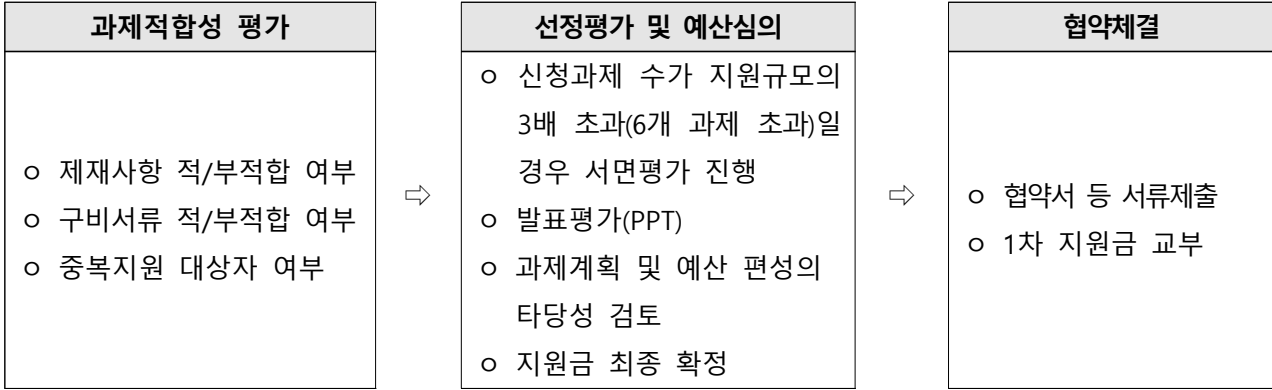 과제적합성 평가
ㅇ 제재사항 적/부적합 여부
ㅇ 구비서류 적/부적합 여부
ㅇ 중복지원 대상자 여부
⇨
선정평가 및 예산심의
ㅇ 신청과제 수가 지원규모의
3배 초과(6개 과제 초과)일
경우 서면평가 진행
ㅇ 발표평가(PPT)
ㅇ 과제계획 및 예산 편성의
타당성 검토
ㅇ 지원금 최종 확정
⇨
협약체결
ㅇ 협약서 등 서류제출
ㅇ 1차 지원금 교부